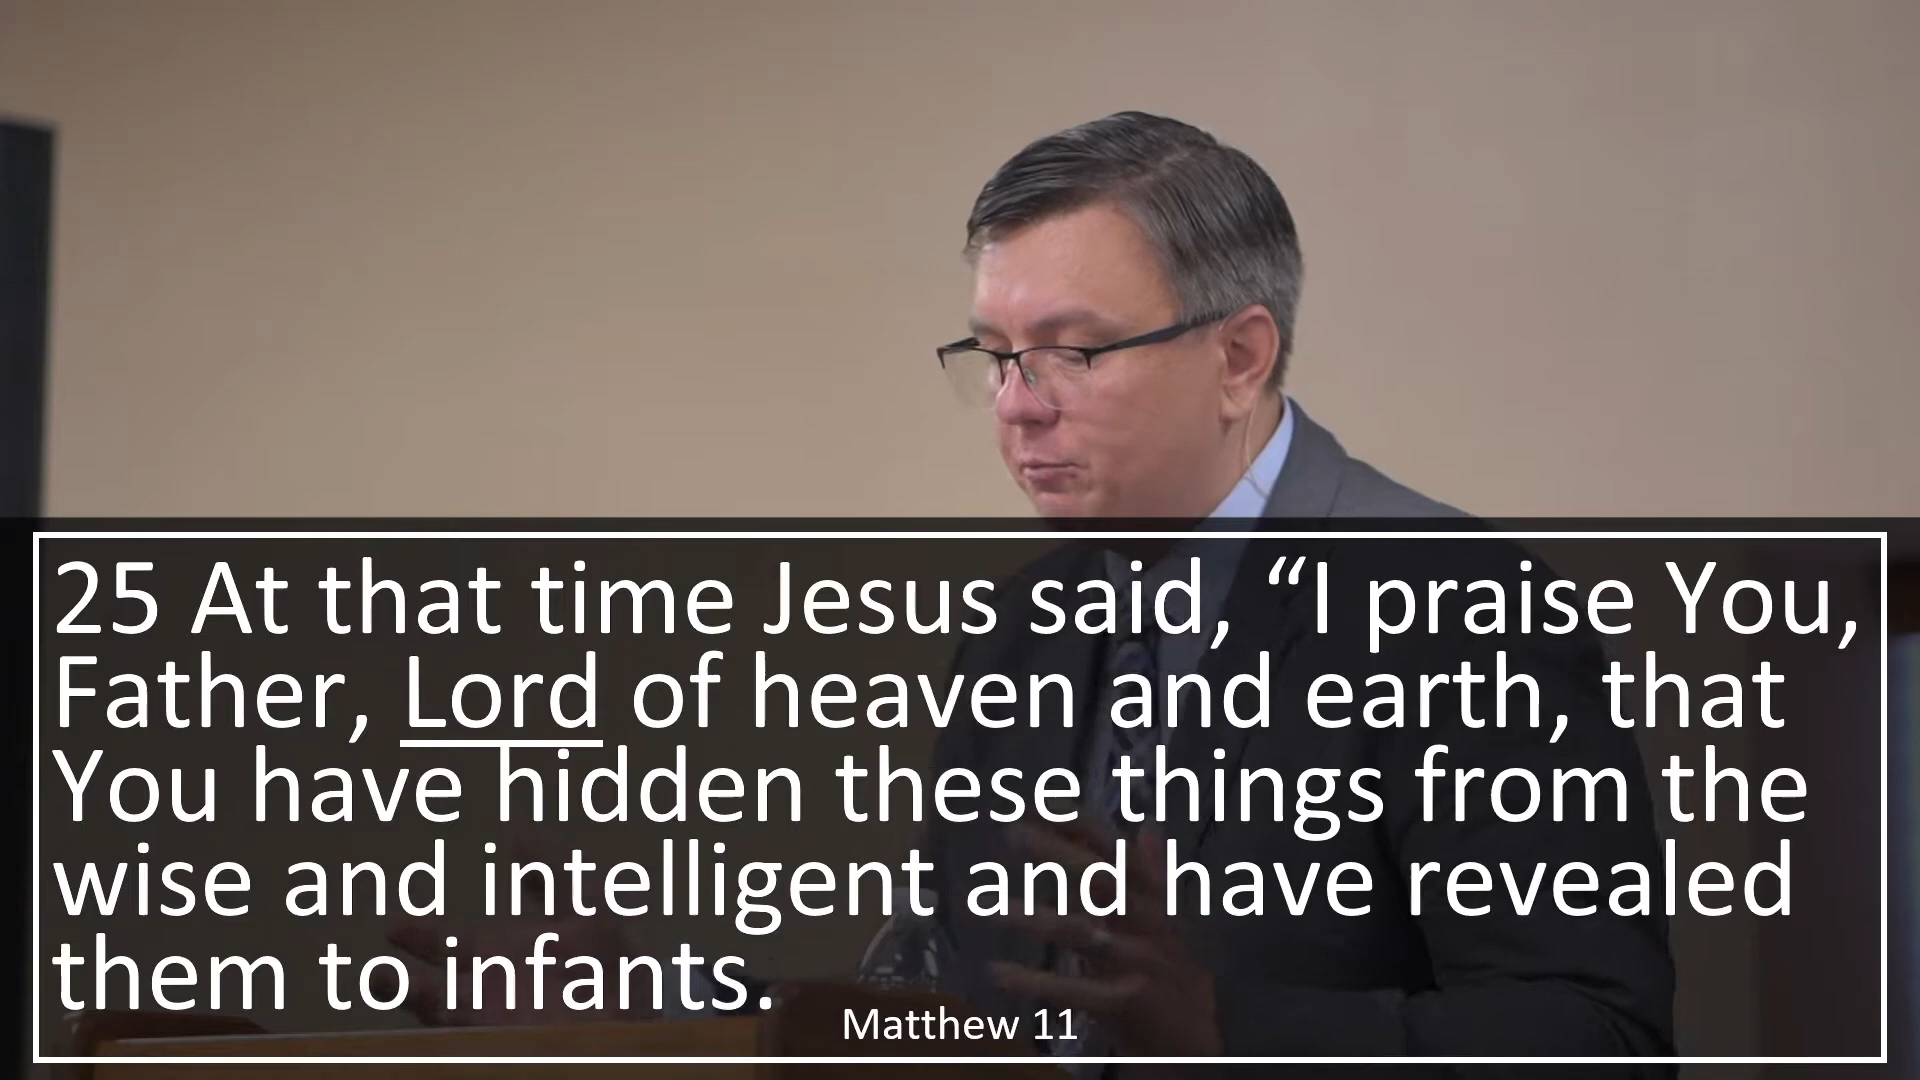 25 At that time Jesus said, “I praise You,
Father, Lord of heaven and earth, that
You have hidden these things from the
wise and intelligent and have revealed
them to infants.
Matthew 11